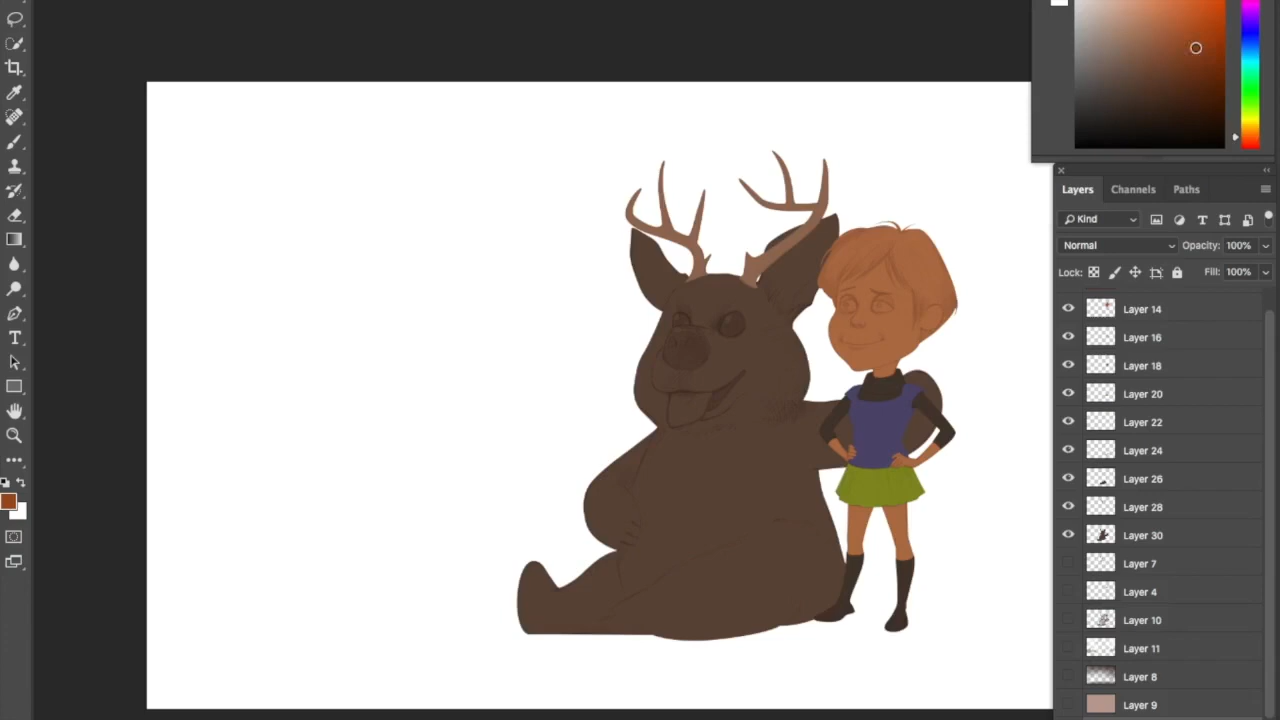 Layers Channels Paths
Kind
Normal Opacity: 100%
Lock: Fill: 100%
Layer 14
Layer 16
Layer 18
Layer 20
Layer 22
Layer 24
Layer 26
Layer 28
Layer 30
Layer 7
Layer 4
Layer 10
Layer 11
Layer 8
Layer 9